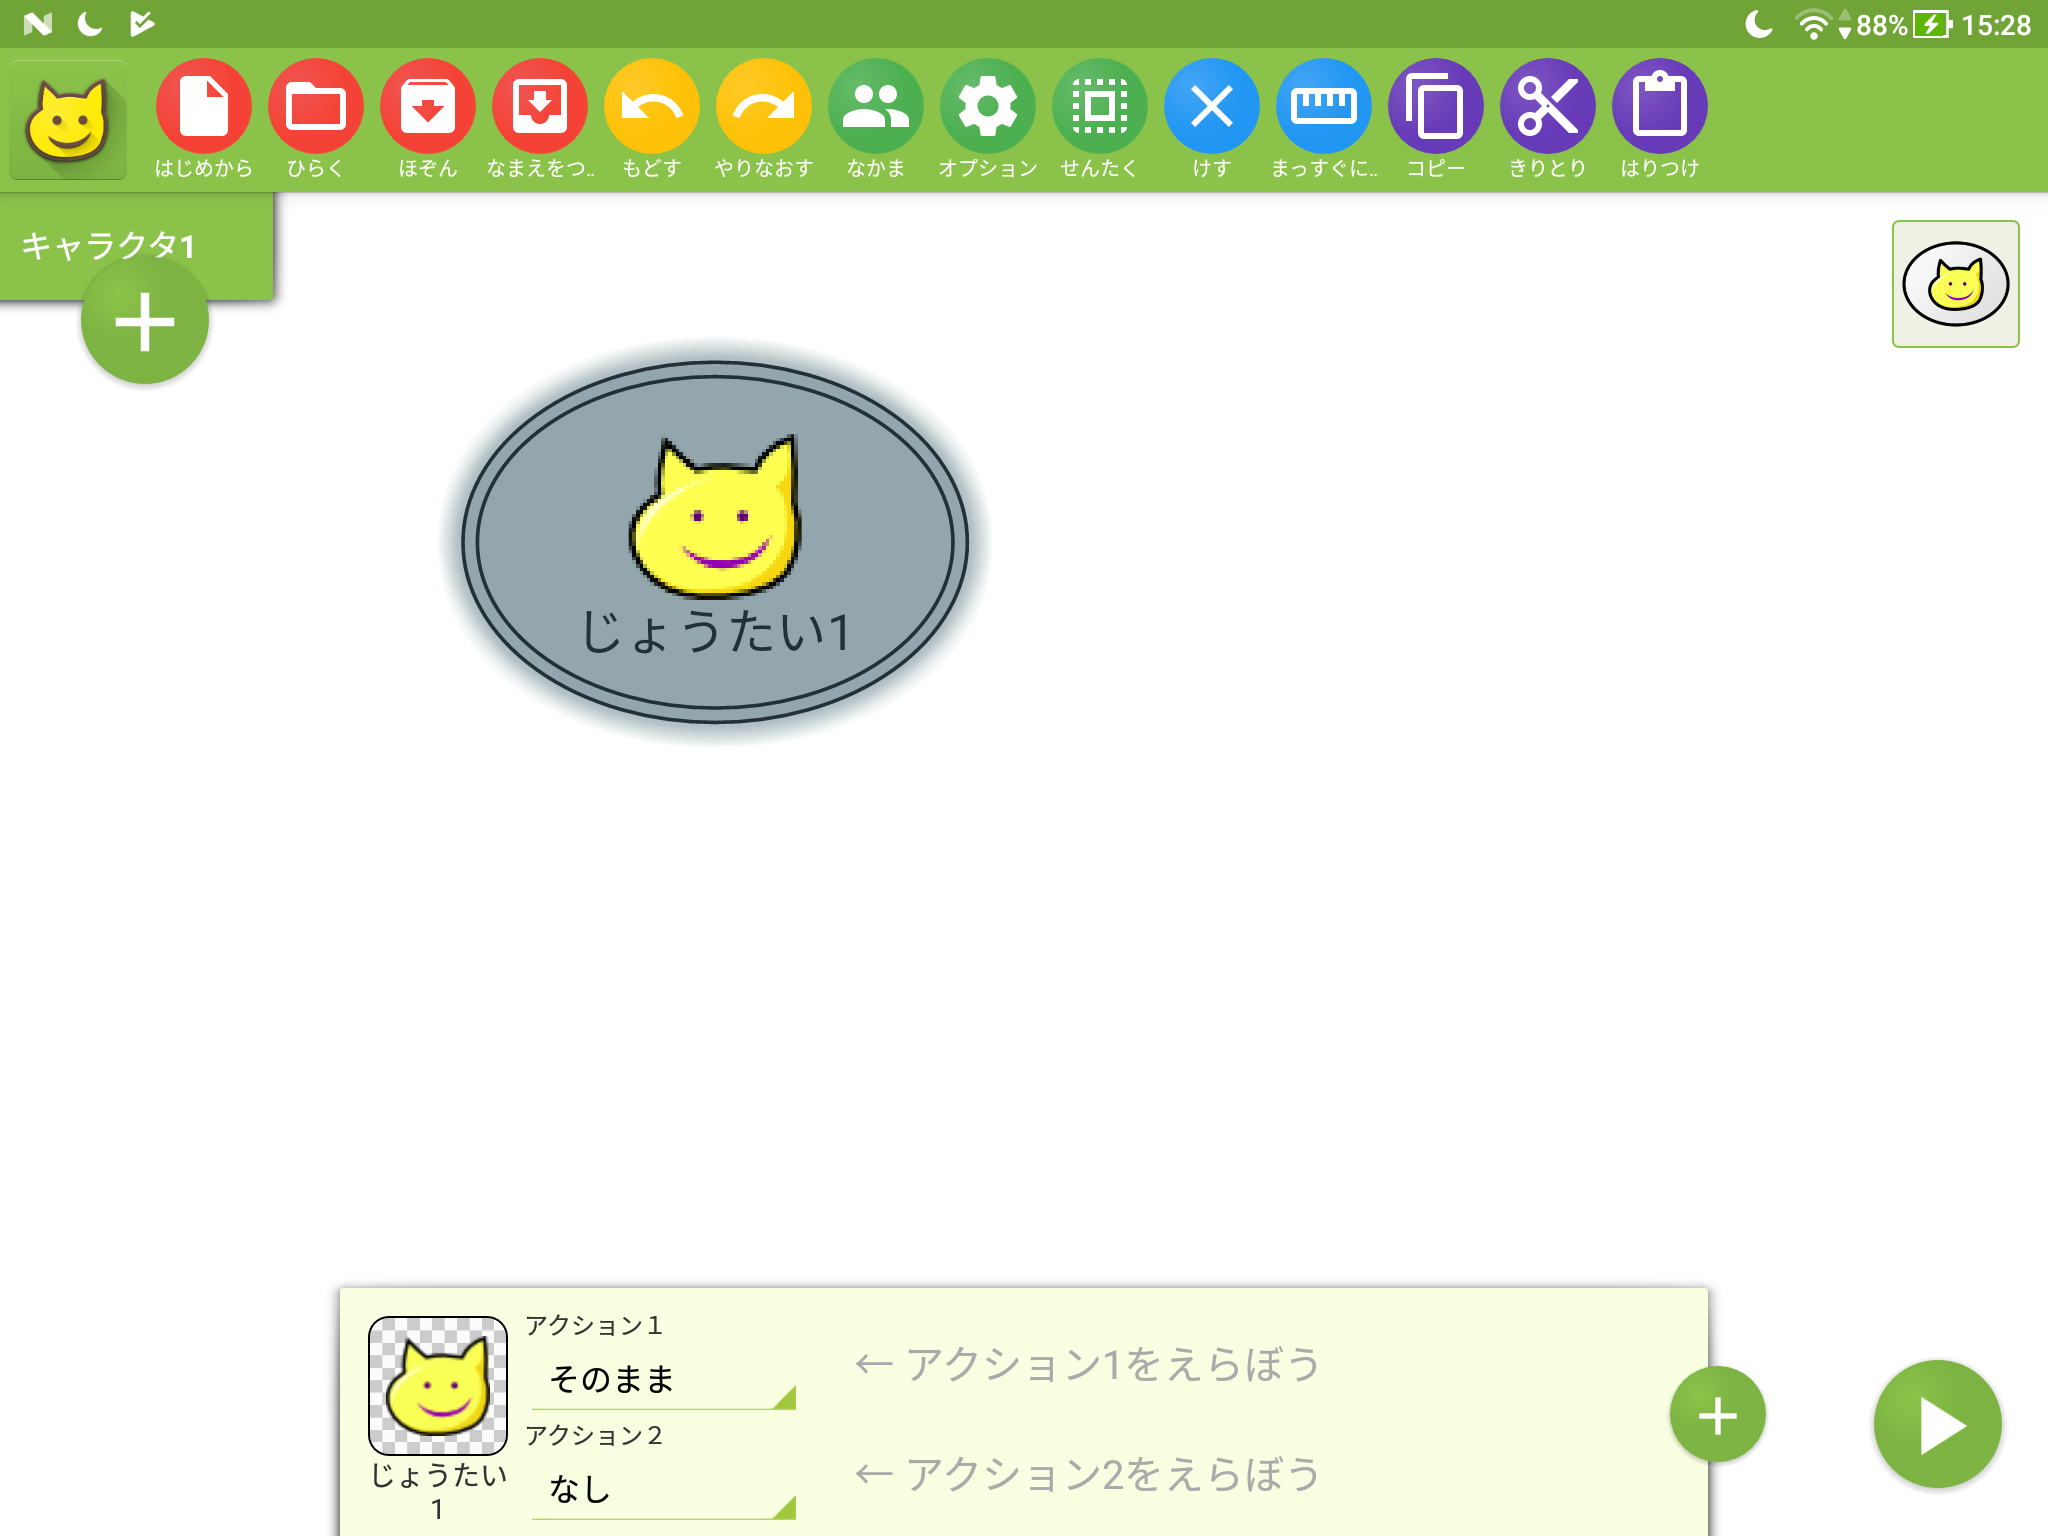 88% 15:28
はじめから ひらく ほぞん なまえをつ.. もどす やりなおす なかま オプション せんたく けす まっすぐに.. コピー きりとり はりつけ
キャラクタ1
じょうたい1
アクション1
そのまま
← アクション1をえらぼう
アクション2
なし
← アクション2をえらぼう
じょうたい
1